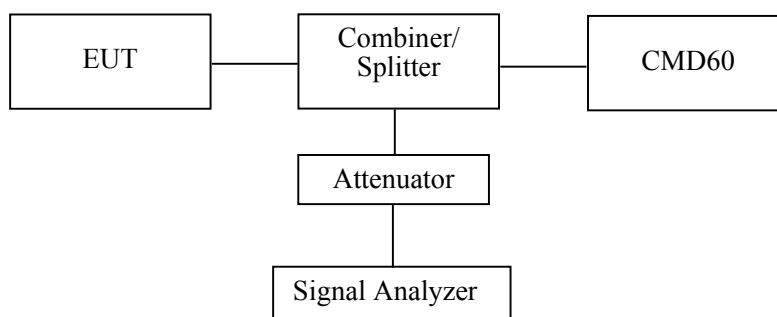 EUT
Combiner/
Splitter
CMD60
Attenuator
Signal Analyzer